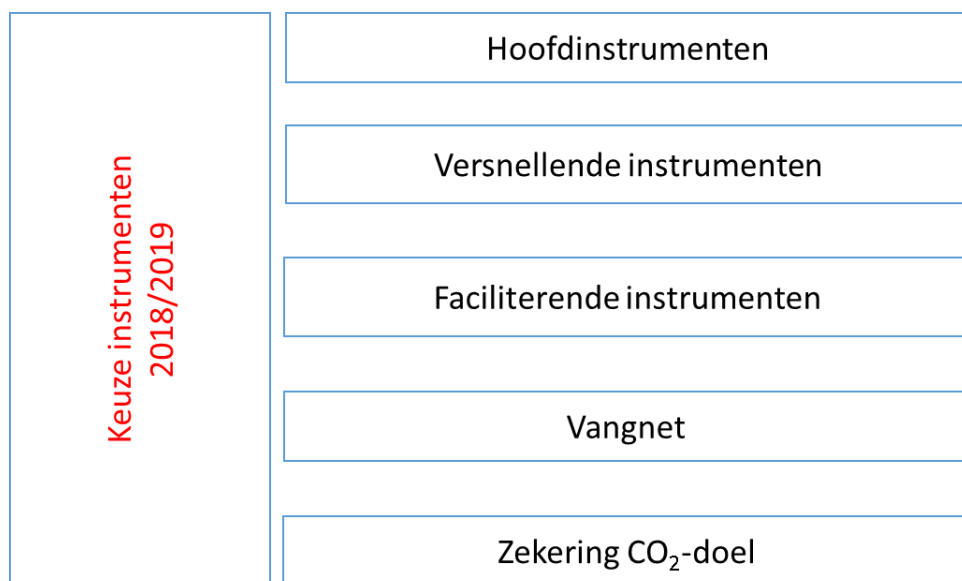 Keuze instrumenten
2018/2019
Hoofdinstrumenten
Versnellende instrumenten
Faciliterende instrumenten
Vangnet
Zekering CO₂-doel